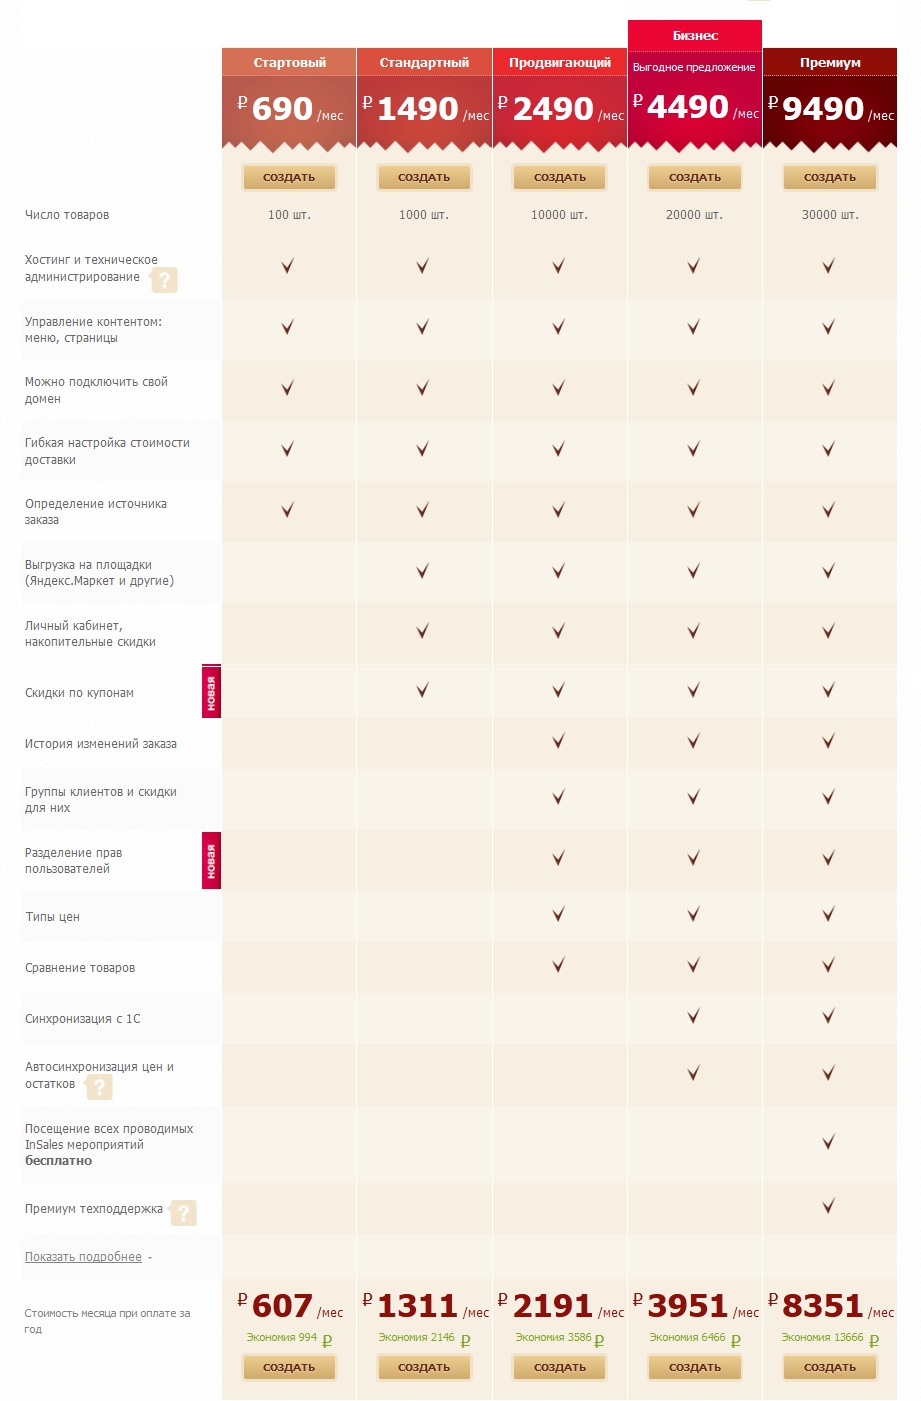 Бизнес
Стартовый Стандартный Продвигающий Выгодное предложение Премиум
₽ 690 /мес ₽ 1490 /мес ₽ 2490 /мес ₽ 4490 /мес ₽ 9490 /мес
СОЗДАТЬ СОЗДАТЬ СОЗДАТЬ СОЗДАТЬ СОЗДАТЬ
Число товаров 100 шт. 1000 шт. 10000 шт. 20000 шт. 30000 шт.
Хостинг и техническое
администрирование ?
Управление контентом:
меню, страницы
Можно подключить свой
домен
Гибкая настройка стоимости
доставки
Определение источника
заказа
Выгрузка на площадки
(Яндекс.Маркет и другие)
Личный кабинет,
накопительные скидки
Скидки по купонам новая
История изменений заказа
Группы клиентов и скидки
для них
Разделение прав
пользователей новая
Типы цен
Сравнение товаров
Синхронизация с 1С
Автосинхронизация цен и
остатков ?
Посещение всех проводимых
InSales мероприятий
бесплатно
Премиум техподдержка ?
Показать подробнее -
Стоимость месяца при оплате за
год
₽ 607 /мес ₽ 1311 /мес ₽ 2191 /мес ₽ 3951 /мес ₽ 8351 /мес
Экономия 994 ₽ Экономия 2146 ₽ Экономия 3586 ₽ Экономия 6466 ₽ Экономия 13666 ₽
СОЗДАТЬ СОЗДАТЬ СОЗДАТЬ СОЗДАТЬ СОЗДАТЬ